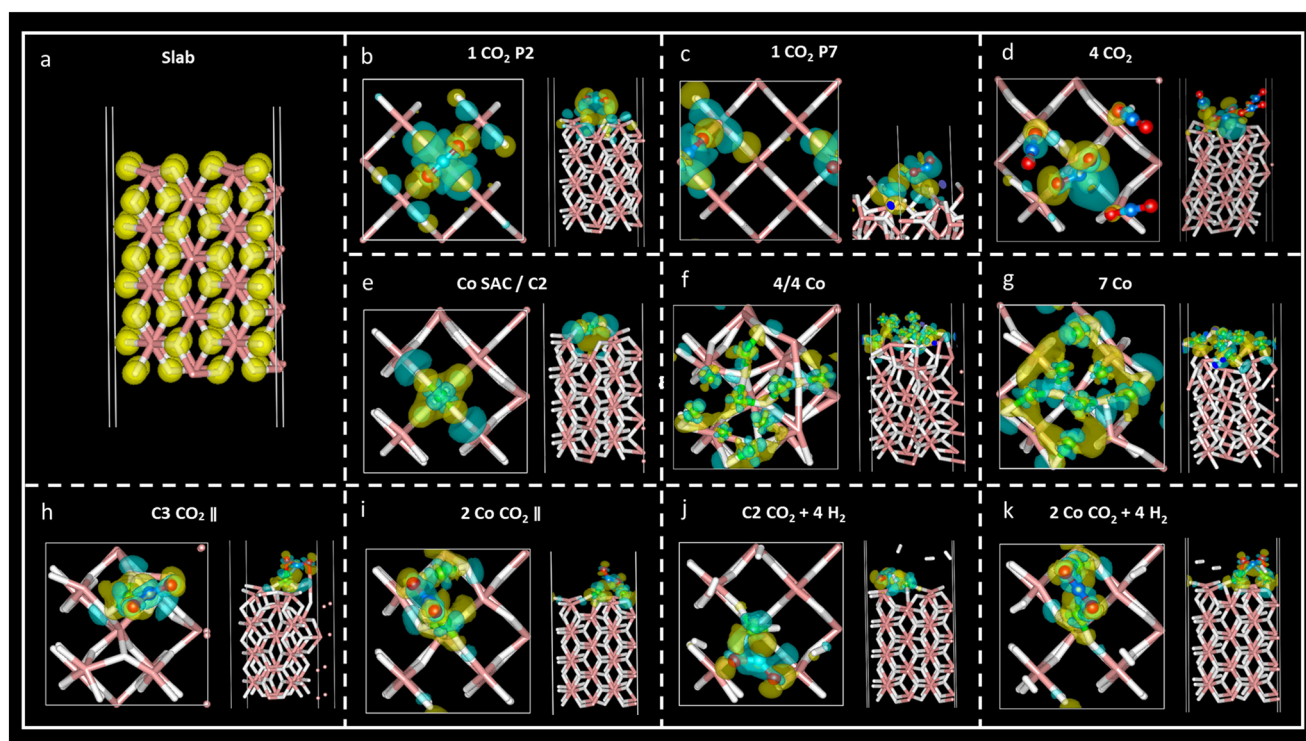 a
Slab
b
1 CO₂ P2
c
1 CO₂ P7
d
4 CO₂
e
Co SAC / C2
f
4/4 Co
g
7 Co
h
C3 CO₂ ||
i
2 Co CO₂ ||
j
C2 CO₂ + 4 H₂
k
2 Co CO₂ + 4 H₂